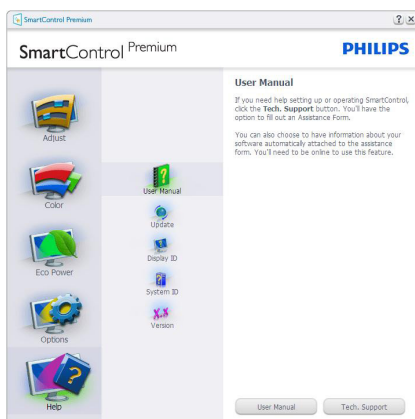 SmartControl Premium
SmartControl Premium
PHILIPS
Adjust
Color
Eco Power
Options
Help
User Manual
Update
Display ID
System ID
X.X
Version
User Manual
If you need help setting up or operating SmartControl,
click the Tech. Support button. You'll have the
option to fill out an Assistance Form.
You can also choose to have information about your
software automatically attached to the assistance
form. You'll need to be online to use this feature.
User Manual
Tech. Support